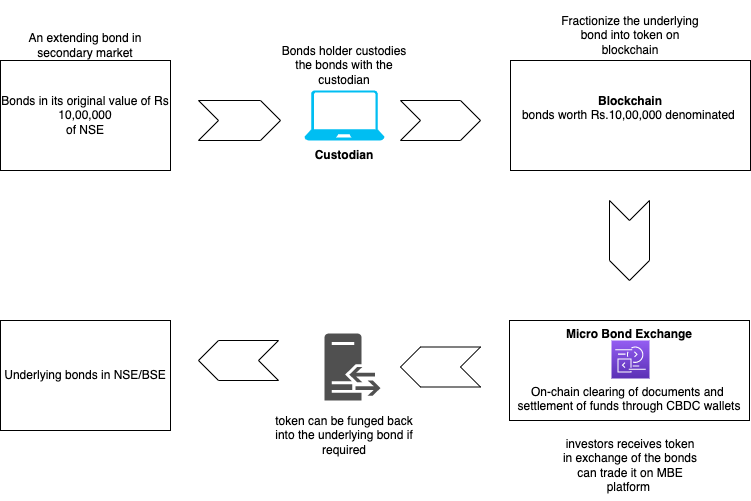 An extending bond in
secondary market
Bonds in its original value of Rs
10,00,000
of NSE
Bonds holder custodies
the bonds with the
custodian
Custodian
Fractionize the underlying
bond into token on
blockchain
Blockchain
bonds worth Rs.10,00,000 denominated
Micro Bond Exchange
On-chain clearing of documents and
settlement of funds through CBDC wallets
investors receives token
in exchange of the bonds
can trade it on MBE
platform
token can be funged back
into the underlying bond if
required
Underlying bonds in NSE/BSE